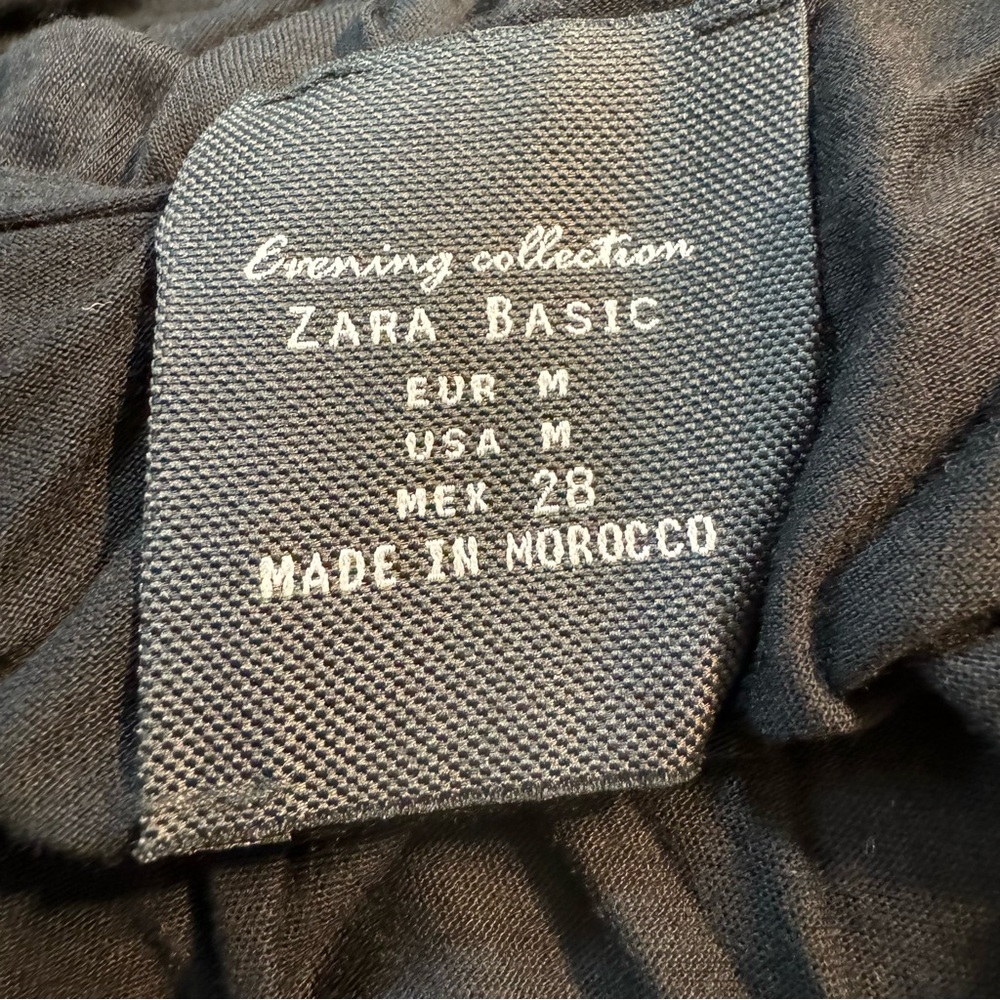 Evening collection
ZARA BASIC
EUR M
USA M
MEX 28
MADE IN MOROCCO